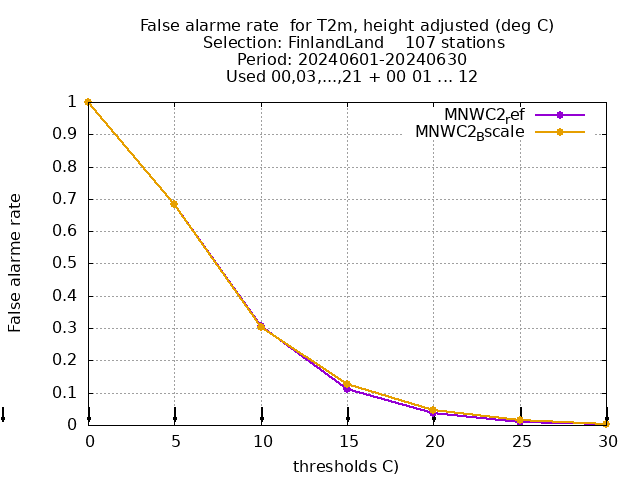 False alarme rate  for T2m, height adjusted (deg C)
Selection: FinlandLand    107 stations
Period: 20240601-20240630
Used 00,03,...,21 + 00 01 ... 12
MNWC2ref
MNWC2Bscale
1
0.9
0.8
0.7
0.6
0.5
0.4
0.3
0.2
0.1
0
False alarme rate
0 5 10 15 20 25 30
thresholds C)